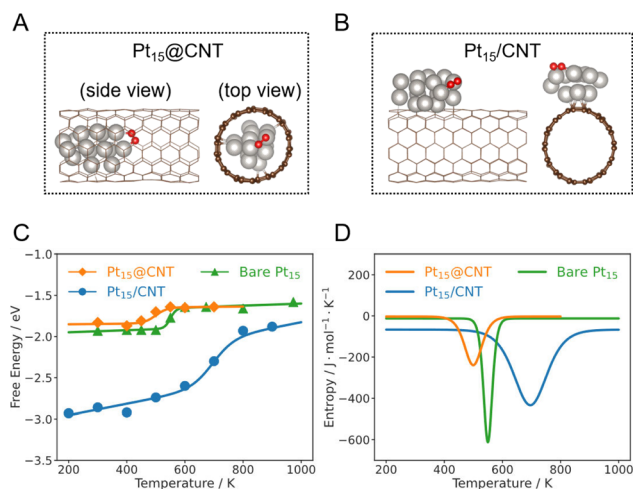 A
Pt₁₅@CNT
(side view) (top view)
B
Pt₁₅/CNT
C
Pt₁₅@CNT
Bare Pt₁₅
Pt₁₅/CNT
−1.0
−1.5
−2.0
−2.5
−3.0
−3.5
Free Energy / eV
200 400 600 800 1000
Temperature / K
D
Pt₁₅@CNT
Bare Pt₁₅
Pt₁₅/CNT
200
0
−200
−400
−600
Entropy / J · mol⁻¹ · K⁻¹
200 400 600 800 1000
Temperature / K